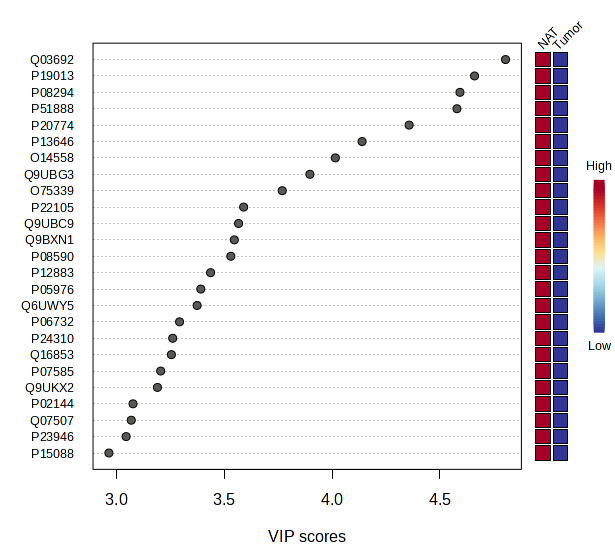 NAT Tumor
Q03692
P19013
P08294
P51888
P20774
P13646
O14558
Q9UBG3
O75339
P22105
Q9UBC9
Q9BXN1
P08590
P12883
P05976
Q6UWY5
P06732
P24310
Q16853
P07585
Q9UKX2
P02144
Q07507
P23946
P15088
High
Low
3.0 3.5 4.0 4.5
VIP scores